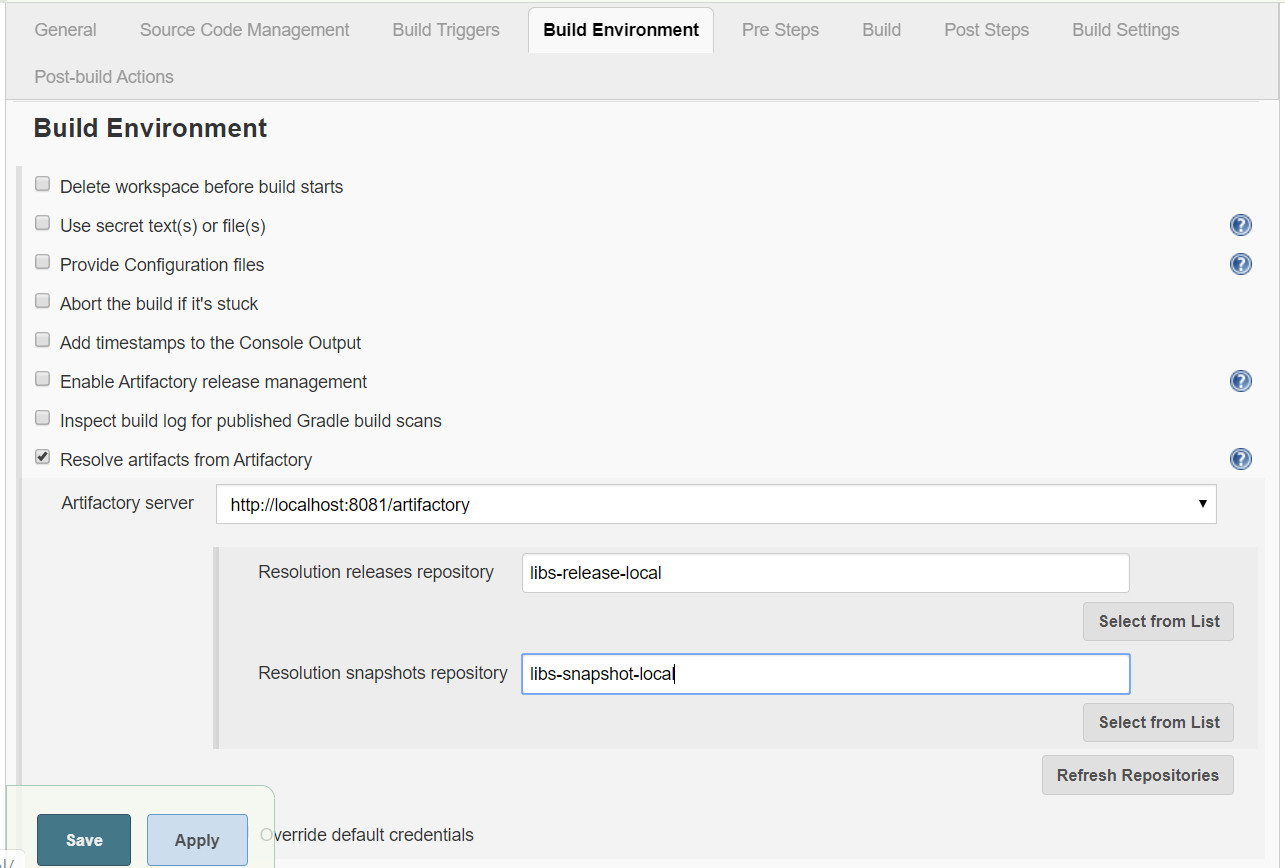 General Source Code Management Build Triggers Build Environment Pre Steps Build Post Steps Build Settings
Post-build Actions
Build Environment
Delete workspace before build starts
Use secret text(s) or file(s)
Provide Configuration files
Abort the build if it's stuck
Add timestamps to the Console Output
Enable Artifactory release management
Inspect build log for published Gradle build scans
Resolve artifacts from Artifactory
Artifactory server http://localhost:8081/artifactory
Resolution releases repository libs-release-local
Select from List
Resolution snapshots repository libs-snapshot-local
Select from List
Refresh Repositories
Override default credentials
Save Apply